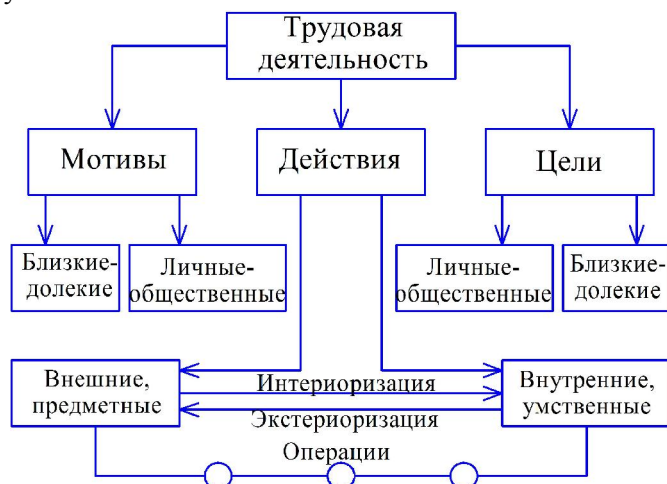 Трудовая
деятельность
Мотивы
Действия
Цели
Близкие-
долекие
Личные-
общественные
Личные-
общественные
Близкие-
долекие
Внешние,
предметные
Интериоризация
Экстериоризация
Операции
Внутренние,
умственные